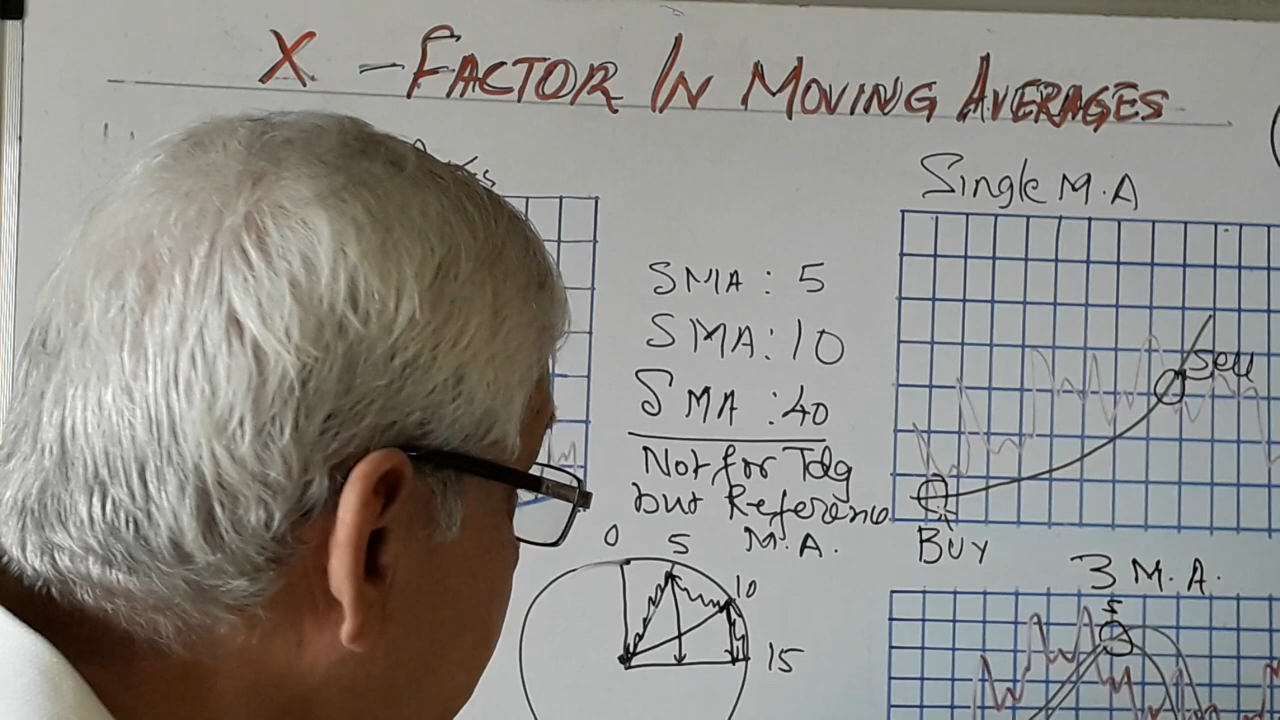 X - FACTOR IN MOVING AVERAGES
Single M.A
SMA : 5
SMA : 10
SMA : 40
Not for Tdg
but Reference
M.A.
Sell
BUY
0 5
10
15
3 M.A.
5